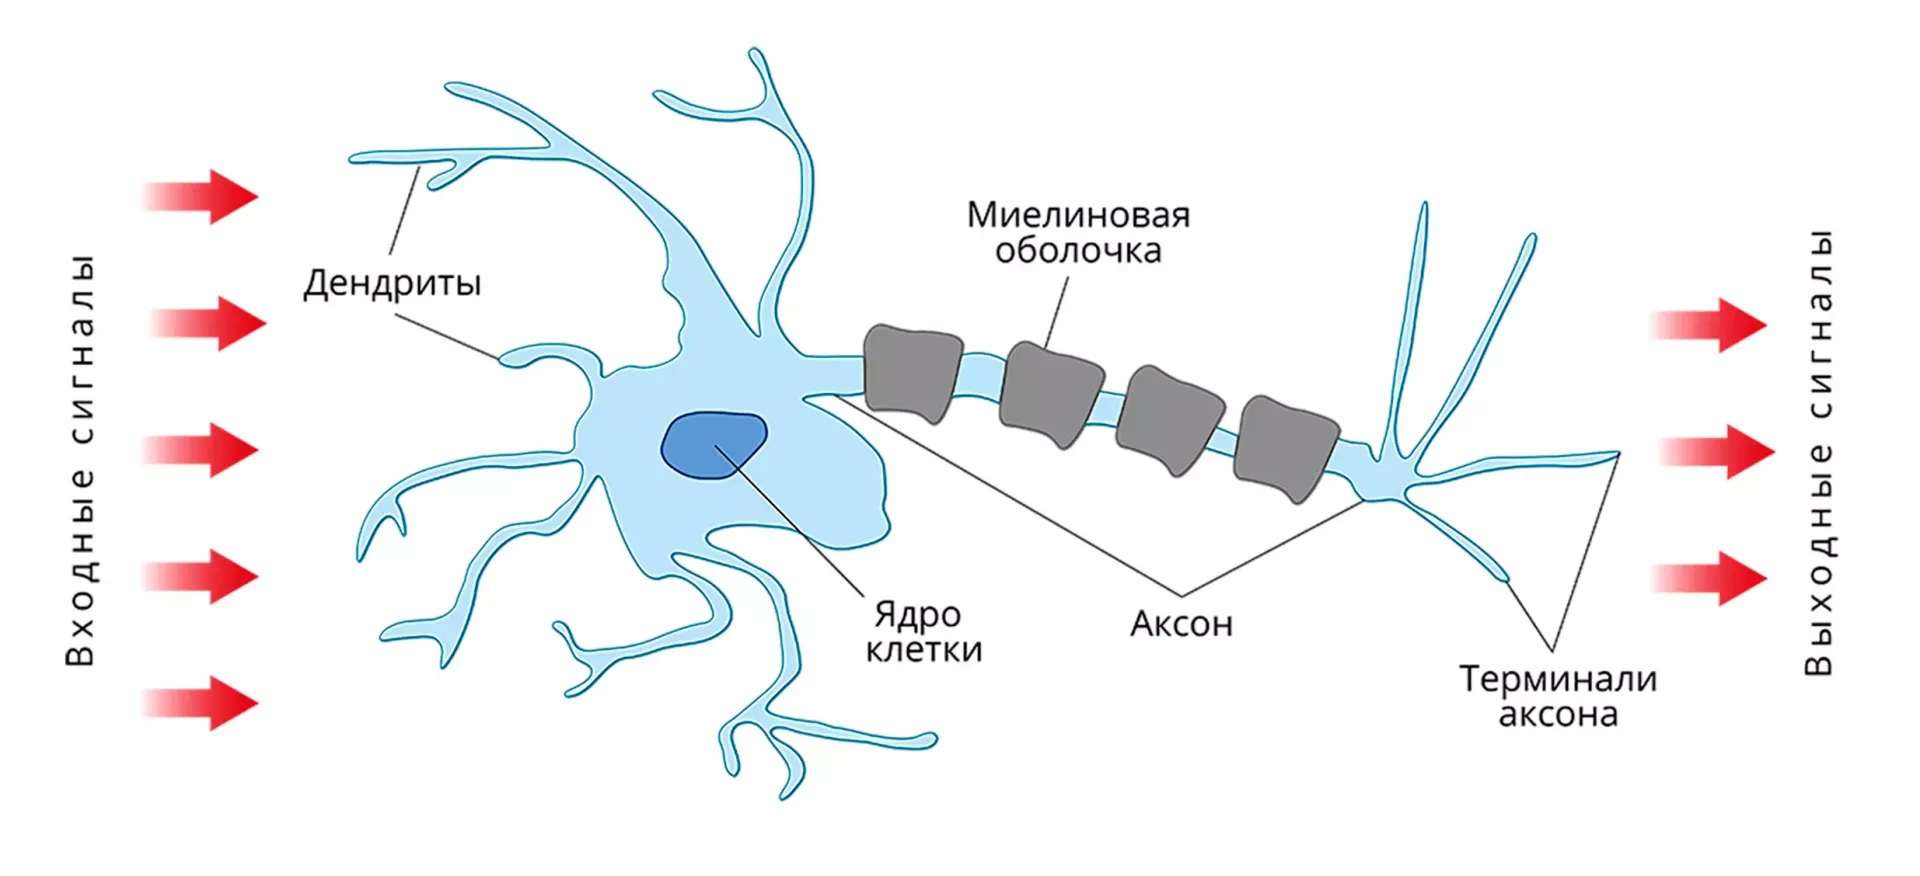 Входные сигналы
Дендриты
Миелиновая
оболочка
Ядро
клетки
Аксон
Терминали
аксона
Выходные сигналы